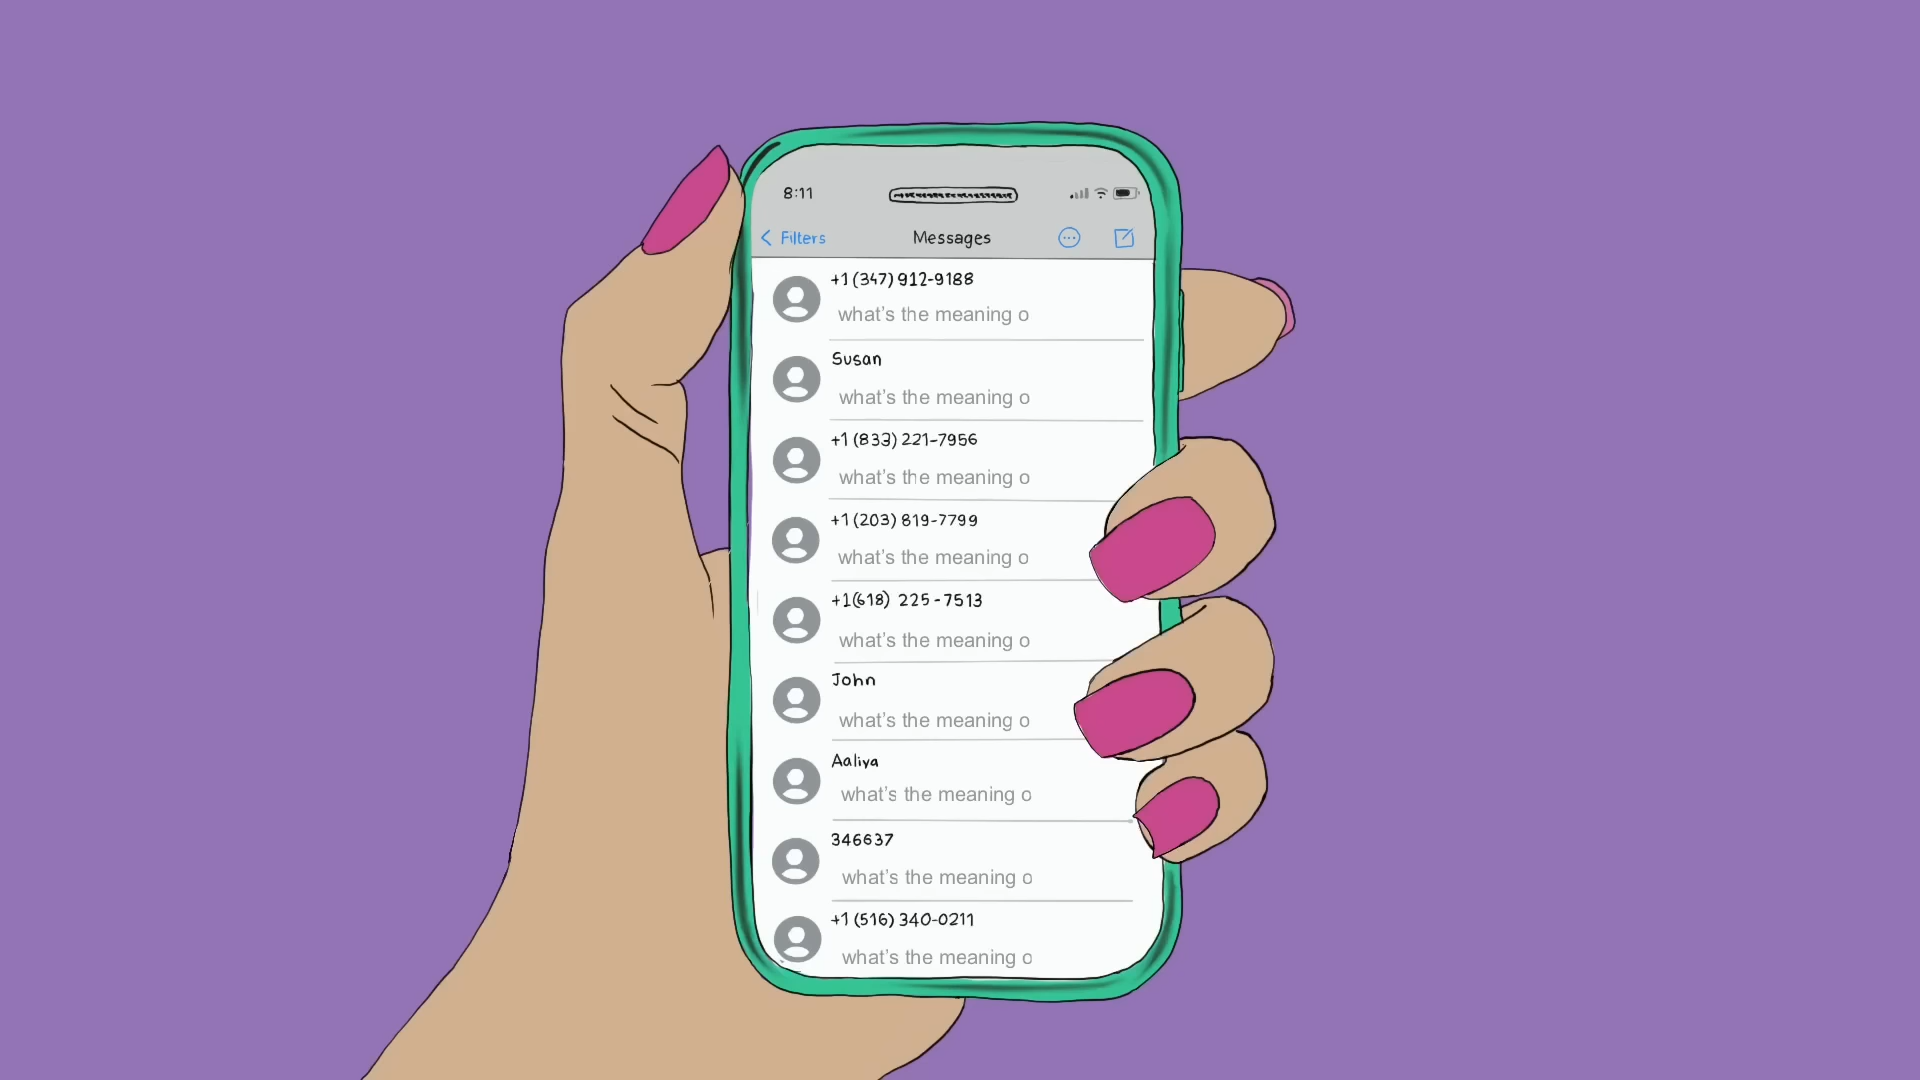 8:11
Filters Messages
+1 (347) 912-9188
what's the meaning o
Susan
what's the meaning o
+1 (833) 221-7956
what's the meaning o
+1 (203) 819-7799
what's the meaning o
+1(618) 225-7513
what's the meaning o
John
what's the meaning o
Aaliya
what's the meaning o
346637
what's the meaning o
+1 (516) 340-0211
what's the meaning o